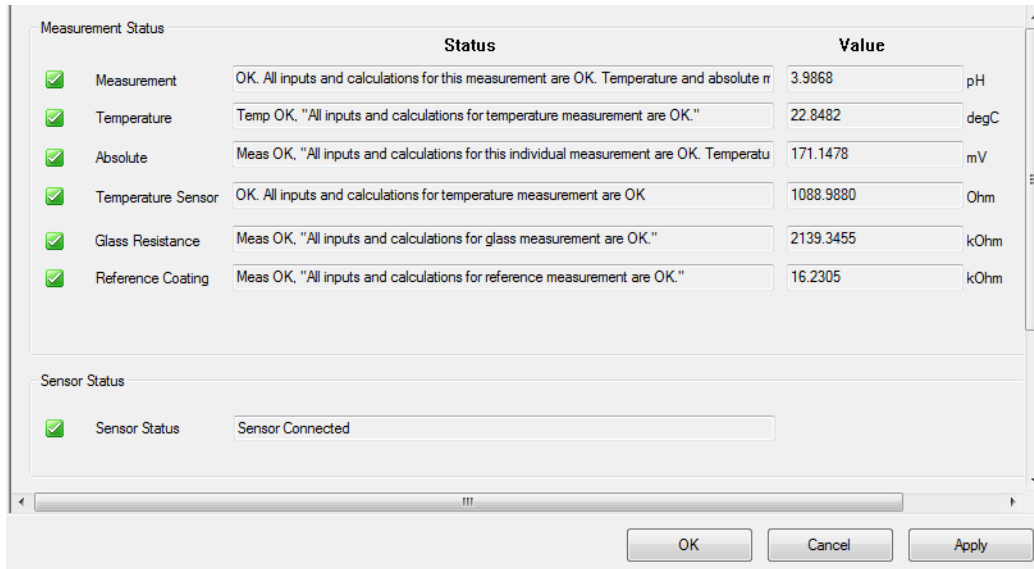 Measurement Status
Status Value
Measurement OK. All inputs and calculations for this measurement are OK. Temperature and absolute m 3.9868 pH
Temperature Temp OK, "All inputs and calculations for temperature measurement are OK." 22.8482 degC
Absolute Meas OK, "All inputs and calculations for this individual measurement are OK. Temperatu 171.1478 mV
Temperature Sensor OK. All inputs and calculations for temperature measurement are OK 1088.9880 Ohm
Glass Resistance Meas OK, "All inputs and calculations for glass measurement are OK." 2139.3455 kOhm
Reference Coating Meas OK, "All inputs and calculations for reference measurement are OK." 16.2305 kOhm
Sensor Status
Sensor Status Sensor Connected
OK Cancel Apply